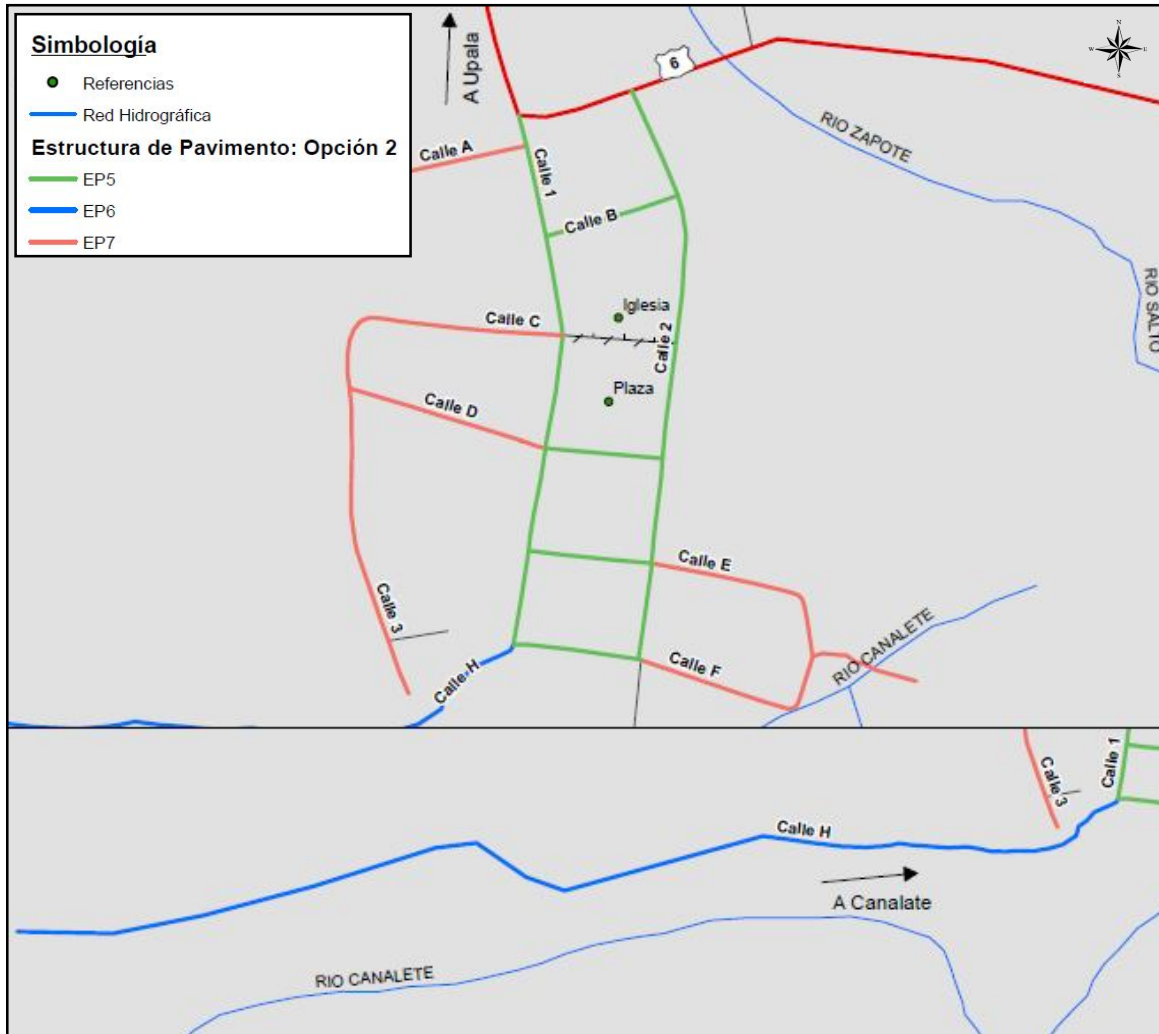 Simbología
Referencias
Red Hidrográfica
Estructura de Pavimento: Opción 2
EP5
EP6
EP7
A Upala
6
N
W
E
S
RIO ZAPOTE
RIO SALTO
Calle A
Calle 1
Calle B
Iglesia
Calle C
Calle 2
Plaza
Calle D
Calle E
Calle 3
Calle F
RIO CANALETE
Calle H
Calle 1
Calle 3
Calle H
A Canalate
RIO CANALETE